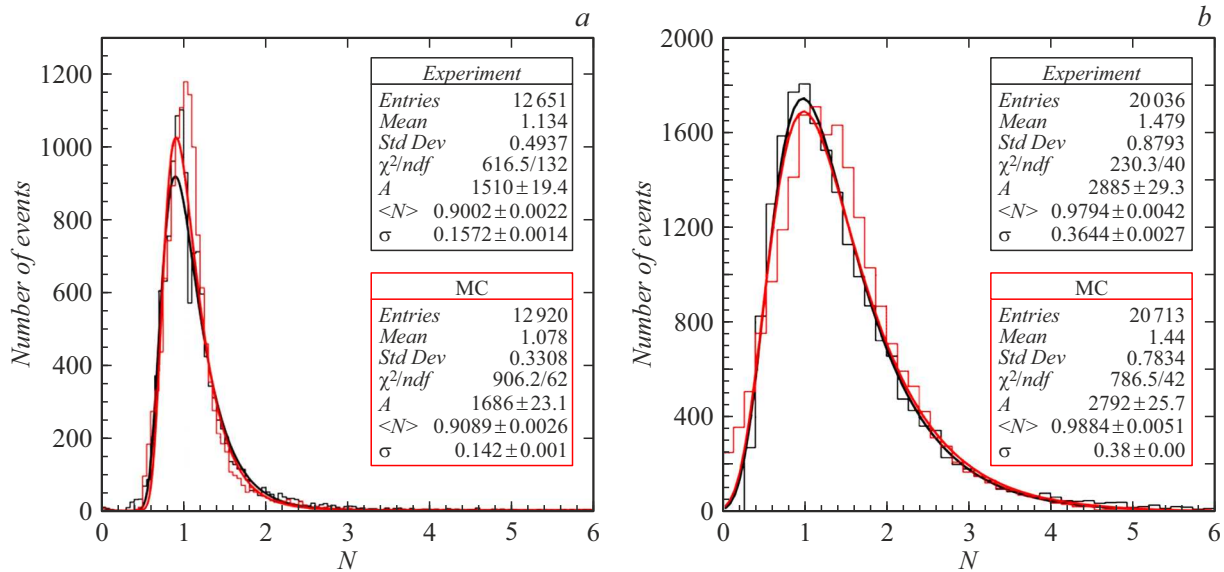 a
Number of events
1200
1000
800
600
400
200
0
0 1 2 3 4 5 6
N
Experiment
Entries 12 651
Mean 1.134
Std Dev 0.4937
χ²/ndf 616.5/132
A 1510 ± 19.4
<N> 0.9002 ± 0.0022
σ 0.1572 ± 0.0014
MC
Entries 12 920
Mean 1.078
Std Dev 0.3308
χ²/ndf 906.2/62
A 1686 ± 23.1
<N> 0.9089 ± 0.0026
σ 0.142 ± 0.001
b
Number of events
2000
1600
1200
800
400
0
0 1 2 3 4 5 6
N
Experiment
Entries 20 036
Mean 1.479
Std Dev 0.8793
χ²/ndf 230.3/40
A 2885 ± 29.3
<N> 0.9794 ± 0.0042
σ 0.3644 ± 0.0027
MC
Entries 20 713
Mean 1.44
Std Dev 0.7834
χ²/ndf 786.5/42
A 2792 ± 25.7
<N> 0.9884 ± 0.0051
σ 0.38 ± 0.00